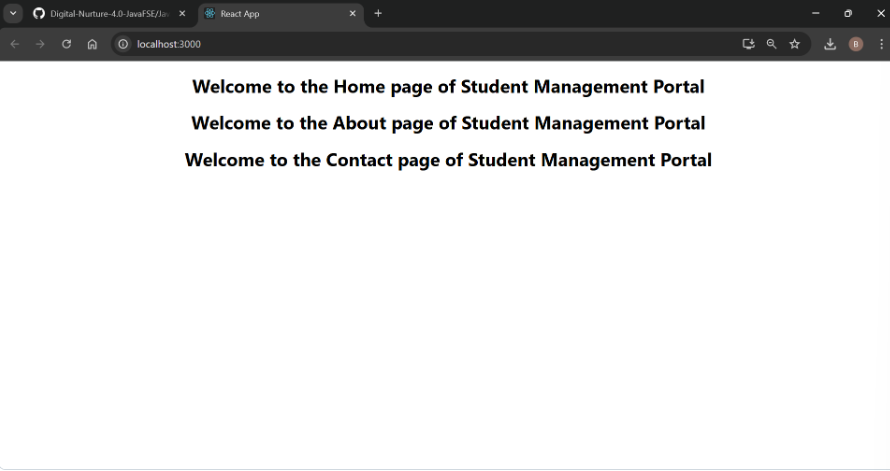 Digital-Nurture-4.0-JavaFSE/Ja
React App
localhost:3000
B
Welcome to the Home page of Student Management Portal
Welcome to the About page of Student Management Portal
Welcome to the Contact page of Student Management Portal